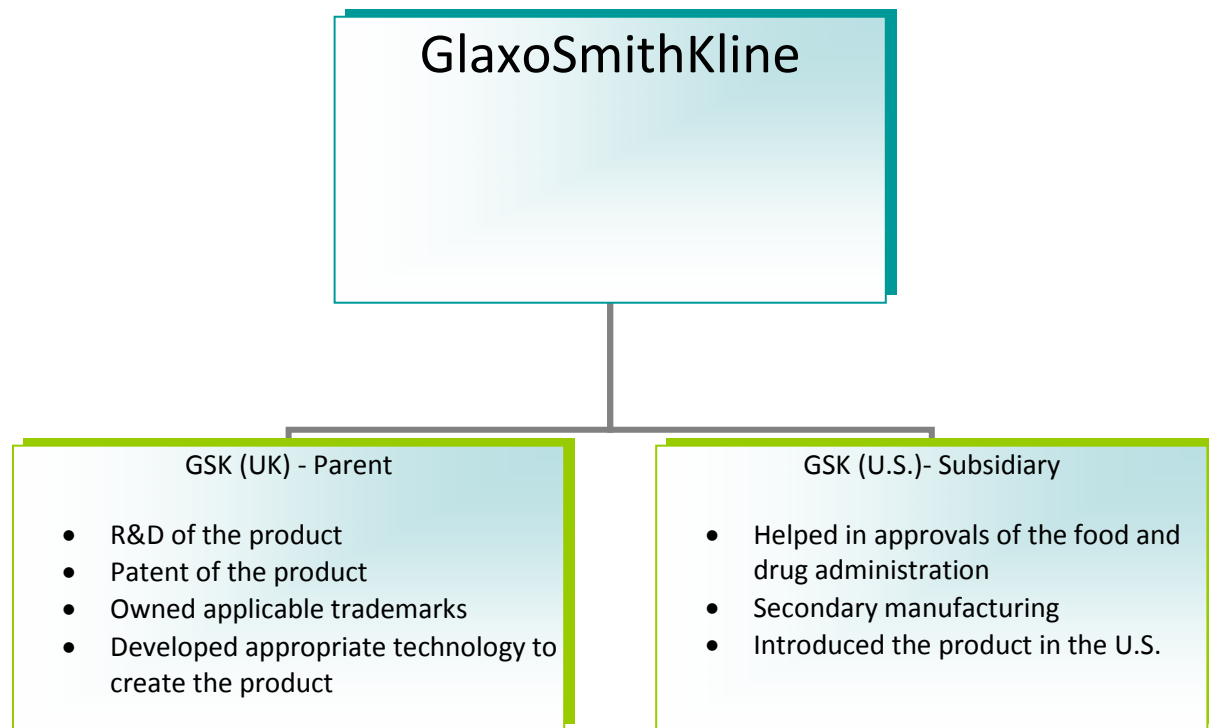 GlaxoSmithKline
GSK (UK) - Parent
• R&D of the product
• Patent of the product
• Owned applicable trademarks
• Developed appropriate technology to
create the product
GSK (U.S.)- Subsidiary
• Helped in approvals of the food and
drug administration
• Secondary manufacturing
• Introduced the product in the U.S.